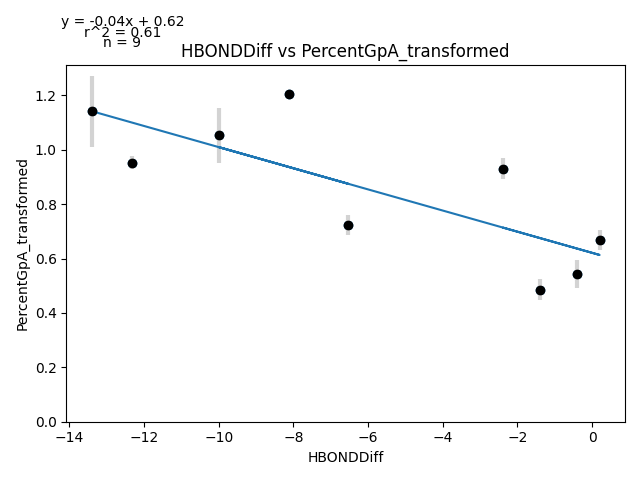 y = -0.04x + 0.62
r^2 = 0.61
n = 9
HBONDDiff vs PercentGpA_transformed
PercentGpA_transformed
1.2
1.0
0.8
0.6
0.4
0.2
0.0
−14
−12
−10
−8
−6
−4
−2
0
HBONDDiff